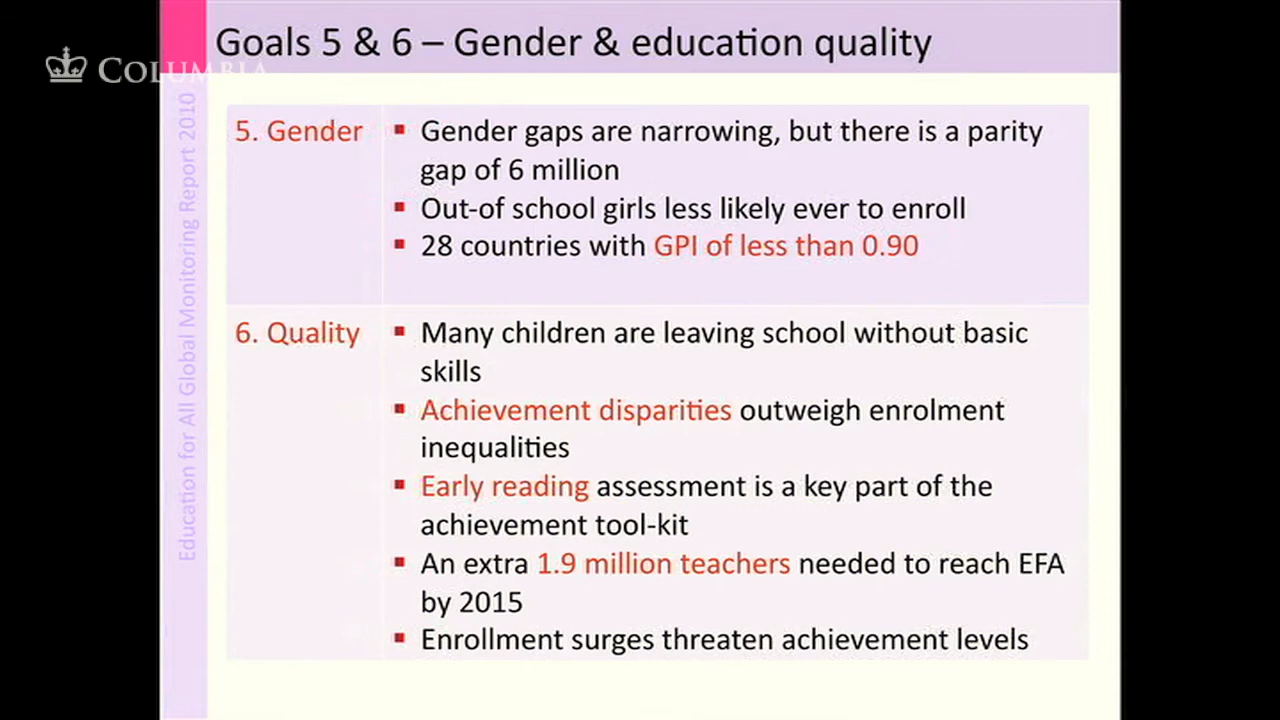 Goals 5 & 6 – Gender & education quality
COLUMBIA
Education for All Global Monitoring Report 2010
5. Gender
▪ Gender gaps are narrowing, but there is a parity
gap of 6 million
▪ Out-of school girls less likely ever to enroll
▪ 28 countries with GPI of less than 0.90
6. Quality
▪ Many children are leaving school without basic
skills
▪ Achievement disparities outweigh enrolment
inequalities
▪ Early reading assessment is a key part of the
achievement tool-kit
▪ An extra 1.9 million teachers needed to reach EFA
by 2015
▪ Enrollment surges threaten achievement levels